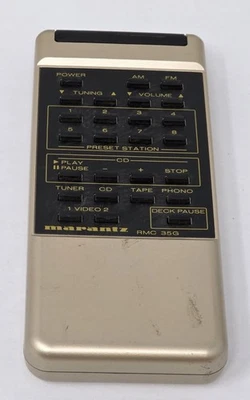 POWER AM FM
▼ TUNING ▲ ▼ VOLUME ▲
1 2 3 4
5 6 7 8
PRESET STATION
CD
▶ PLAY
❚❚ PAUSE − + STOP
TUNER CD TAPE PHONO
1 VIDEO 2 DECK PAUSE
marantz RMC 35G